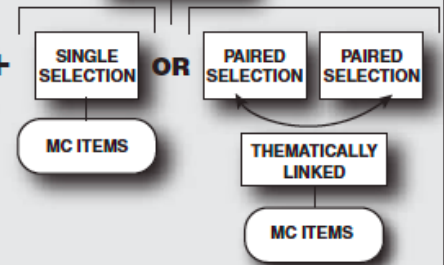 +
SINGLE
SELECTION
OR
PAIRED
SELECTION
PAIRED
SELECTION
MC ITEMS
THEMATICALLY
LINKED
MC ITEMS